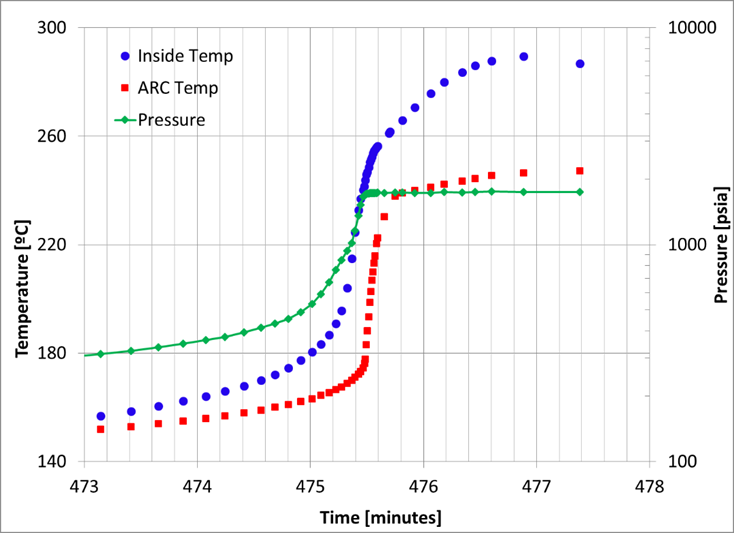 300
260
220
180
140
Temperature [ºC]
Inside Temp
ARC Temp
Pressure
10000
1000
100
Pressure [psia]
473 474 475 476 477 478
Time [minutes]